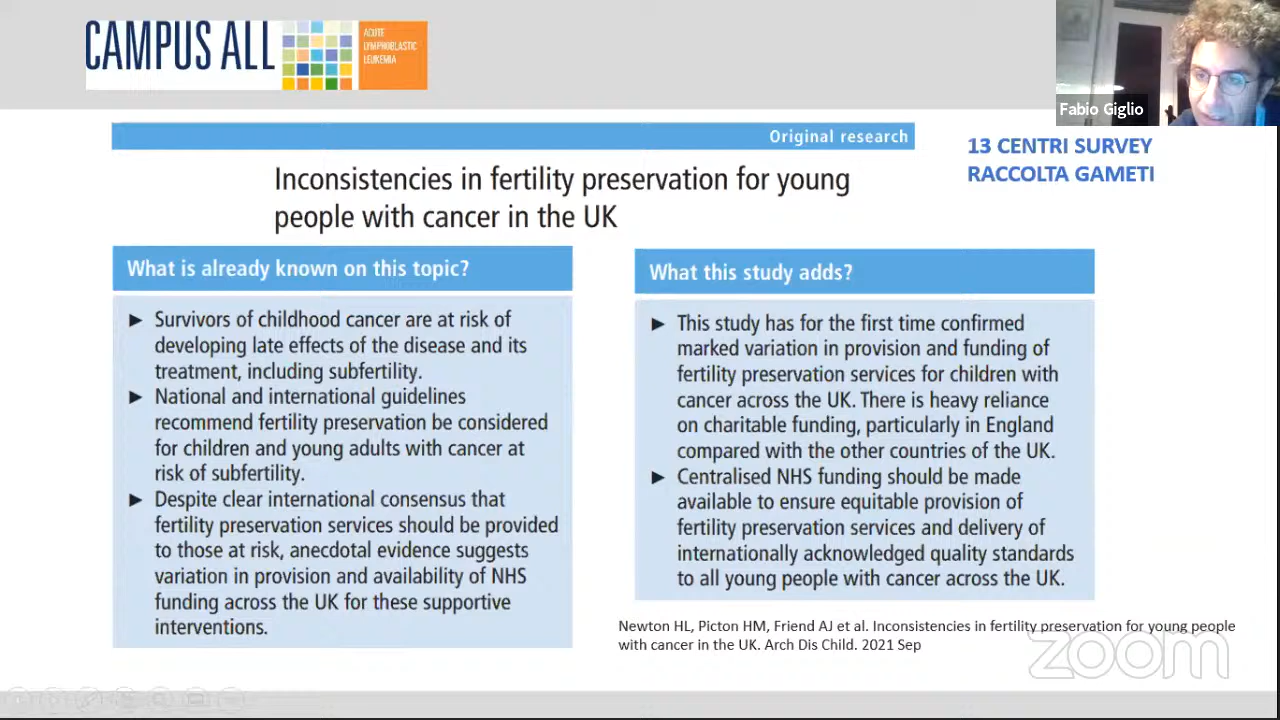 CAMPUS ALL
ACUTE
LYMPHOBLASTIC
LEUKEMIA
Fabio Giglio
Original research
13 CENTRI SURVEY
RACCOLTA GAMETI
Inconsistencies in fertility preservation for young
people with cancer in the UK
What is already known on this topic?
► Survivors of childhood cancer are at risk of
developing late effects of the disease and its
treatment, including subfertility.
► National and international guidelines
recommend fertility preservation be considered
for children and young adults with cancer at
risk of subfertility.
► Despite clear international consensus that
fertility preservation services should be provided
to those at risk, anecdotal evidence suggests
variation in provision and availability of NHS
funding across the UK for these supportive
interventions.
What this study adds?
► This study has for the first time confirmed
marked variation in provision and funding of
fertility preservation services for children with
cancer across the UK. There is heavy reliance
on charitable funding, particularly in England
compared with the other countries of the UK.
► Centralised NHS funding should be made
available to ensure equitable provision of
fertility preservation services and delivery of
internationally acknowledged quality standards
to all young people with cancer across the UK.
Newton HL, Picton HM, Friend AJ et al. Inconsistencies in fertility preservation for young people
with cancer in the UK. Arch Dis Child. 2021 Sep
zoom